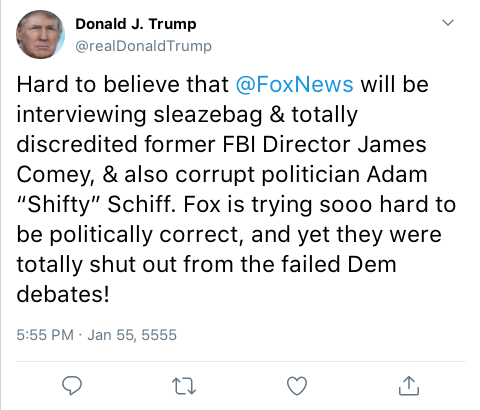 Donald J. Trump
@realDonaldTrump
Hard to believe that @FoxNews will be
interviewing sleazebag & totally
discredited former FBI Director James
Comey, & also corrupt politician Adam
“Shifty” Schiff. Fox is trying sooo hard to
be politically correct, and yet they were
totally shut out from the failed Dem
debates!
5:55 PM · Jan 55, 5555